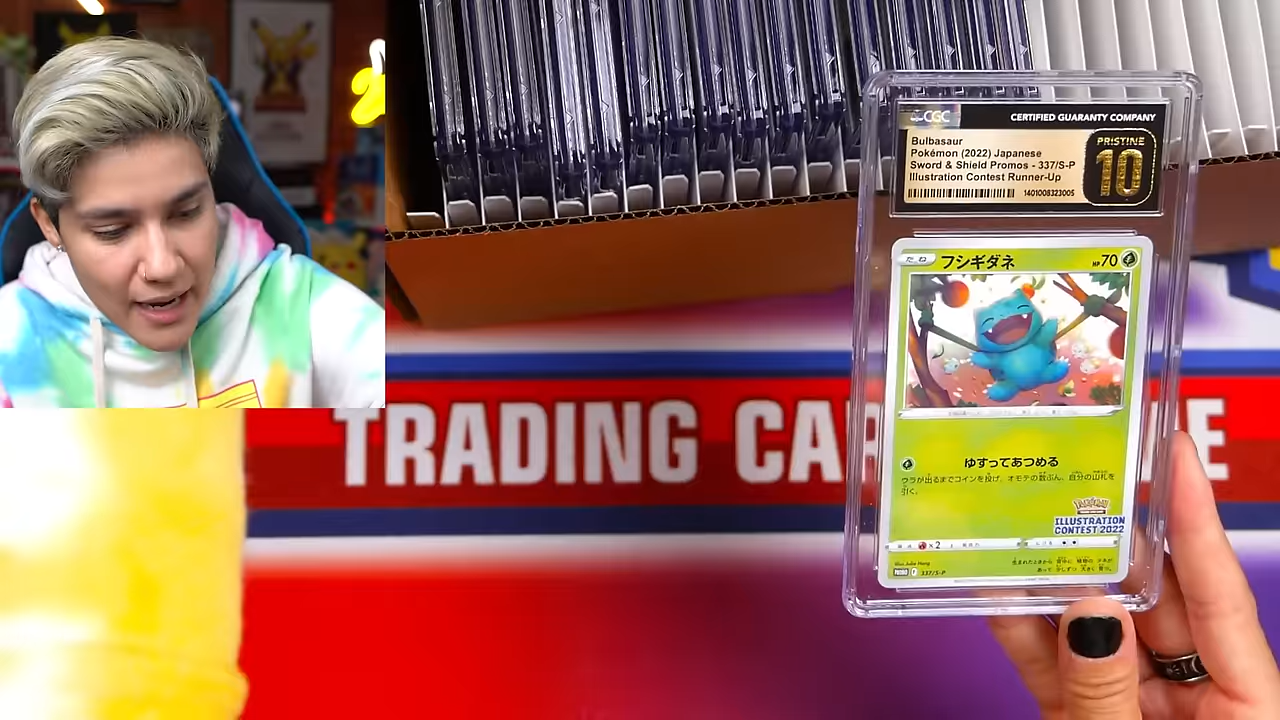 CGC
CERTIFIED GUARANTY COMPANY
Bulbasaur
Pokémon (2022) Japanese
Sword & Shield Promos - 337/S-P
Illustration Contest Runner-Up
1401008323005
PRISTINE
10
たね
フシギダネ
HP70
TRADING CA
E
ゆすってあつめる
ウラが出るまでコインを投げ、オモテの数ぶん、自分の山札を
引く。
Pokémon
ILLUSTRATION
CONTEST 2022
×2
337/S-P